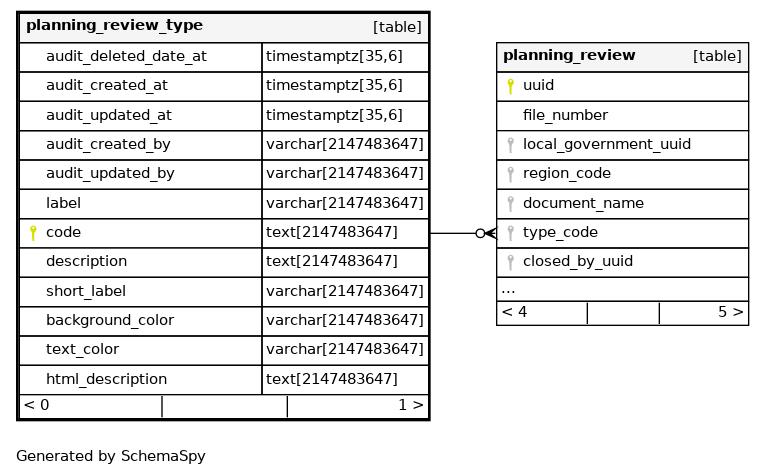 planning_review_type [table]
audit_deleted_date_at timestamptz[35,6]
audit_created_at timestamptz[35,6]
audit_updated_at timestamptz[35,6]
audit_created_by varchar[2147483647]
audit_updated_by varchar[2147483647]
label varchar[2147483647]
code text[2147483647]
description text[2147483647]
short_label varchar[2147483647]
background_color varchar[2147483647]
text_color varchar[2147483647]
html_description text[2147483647]
< 0 1 >
planning_review [table]
uuid
file_number
local_government_uuid
region_code
document_name
type_code
closed_by_uuid
...
< 4 5 >
Generated by SchemaSpy